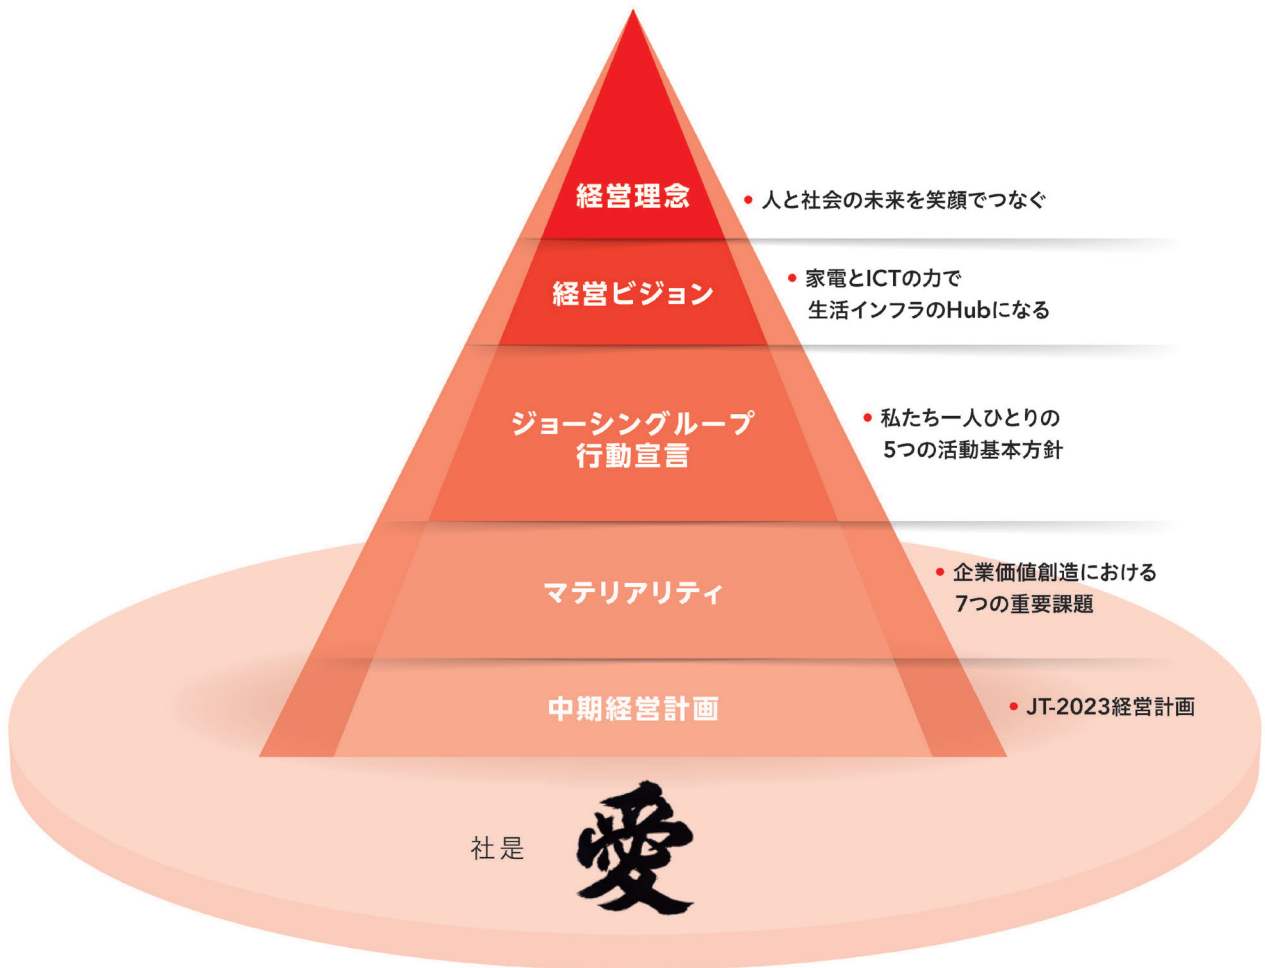 経営理念
• 人と社会の未来を笑顔でつなぐ
経営ビジョン
• 家電とICTの力で
生活インフラのHubになる
ジョーシングループ
行動宣言
• 私たち一人ひとりの
5つの活動基本方針
マテリアリティ
• 企業価値創造における
7つの重要課題
中期経営計画
• JT-2023経営計画
社是 愛